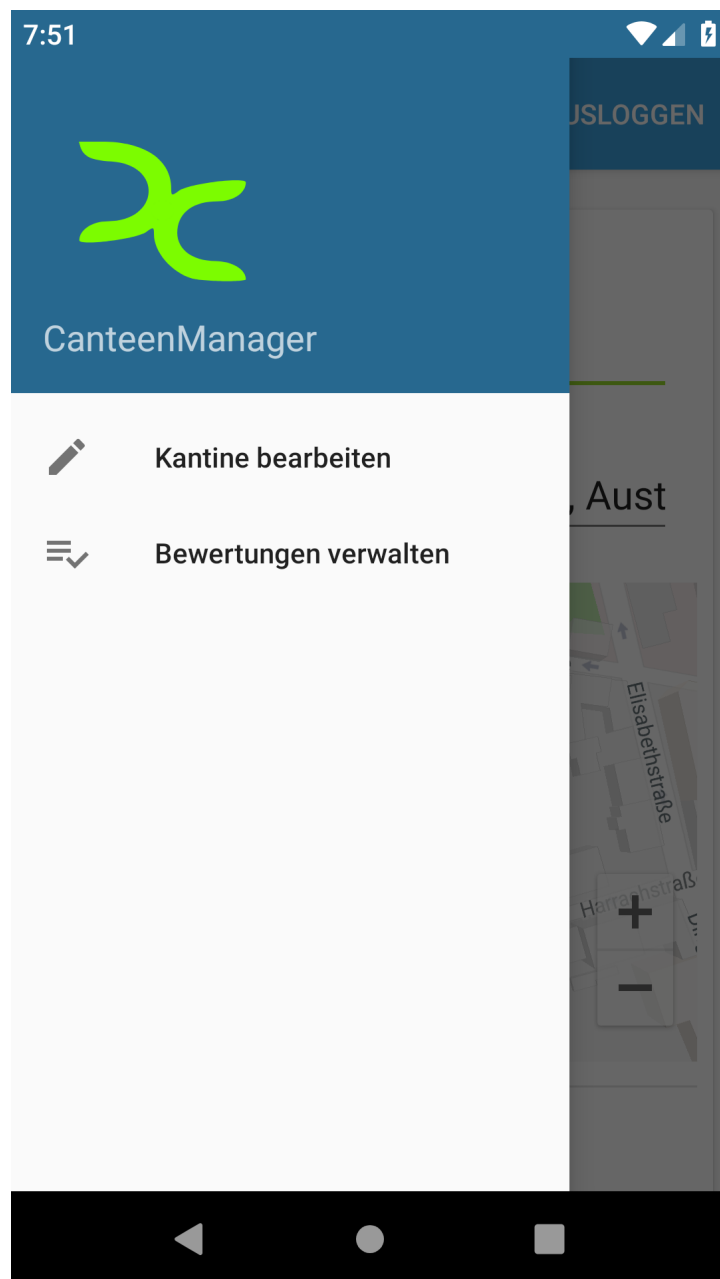 7:51
USLOGGEN
CanteenManager
Kantine bearbeiten
Bewertungen verwalten
, Aust
Elisabethstraße
Harrachstraß
+
−